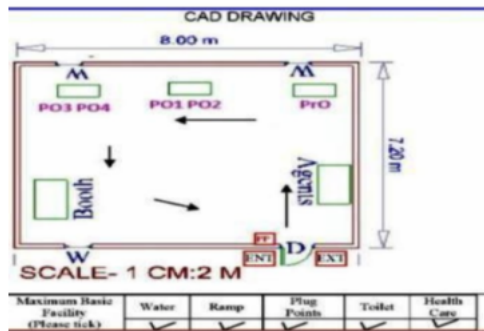 CAD DRAWING
8.00 m
W W
PO3 PO4 PO1 PO2 PrO
7.20 m
Booth Agents
W ENT D EXT
SCALE- 1 CM:2 M
Maximum Basic Facility (Please tick) Water Ramp Plug Points Toilet Health Care